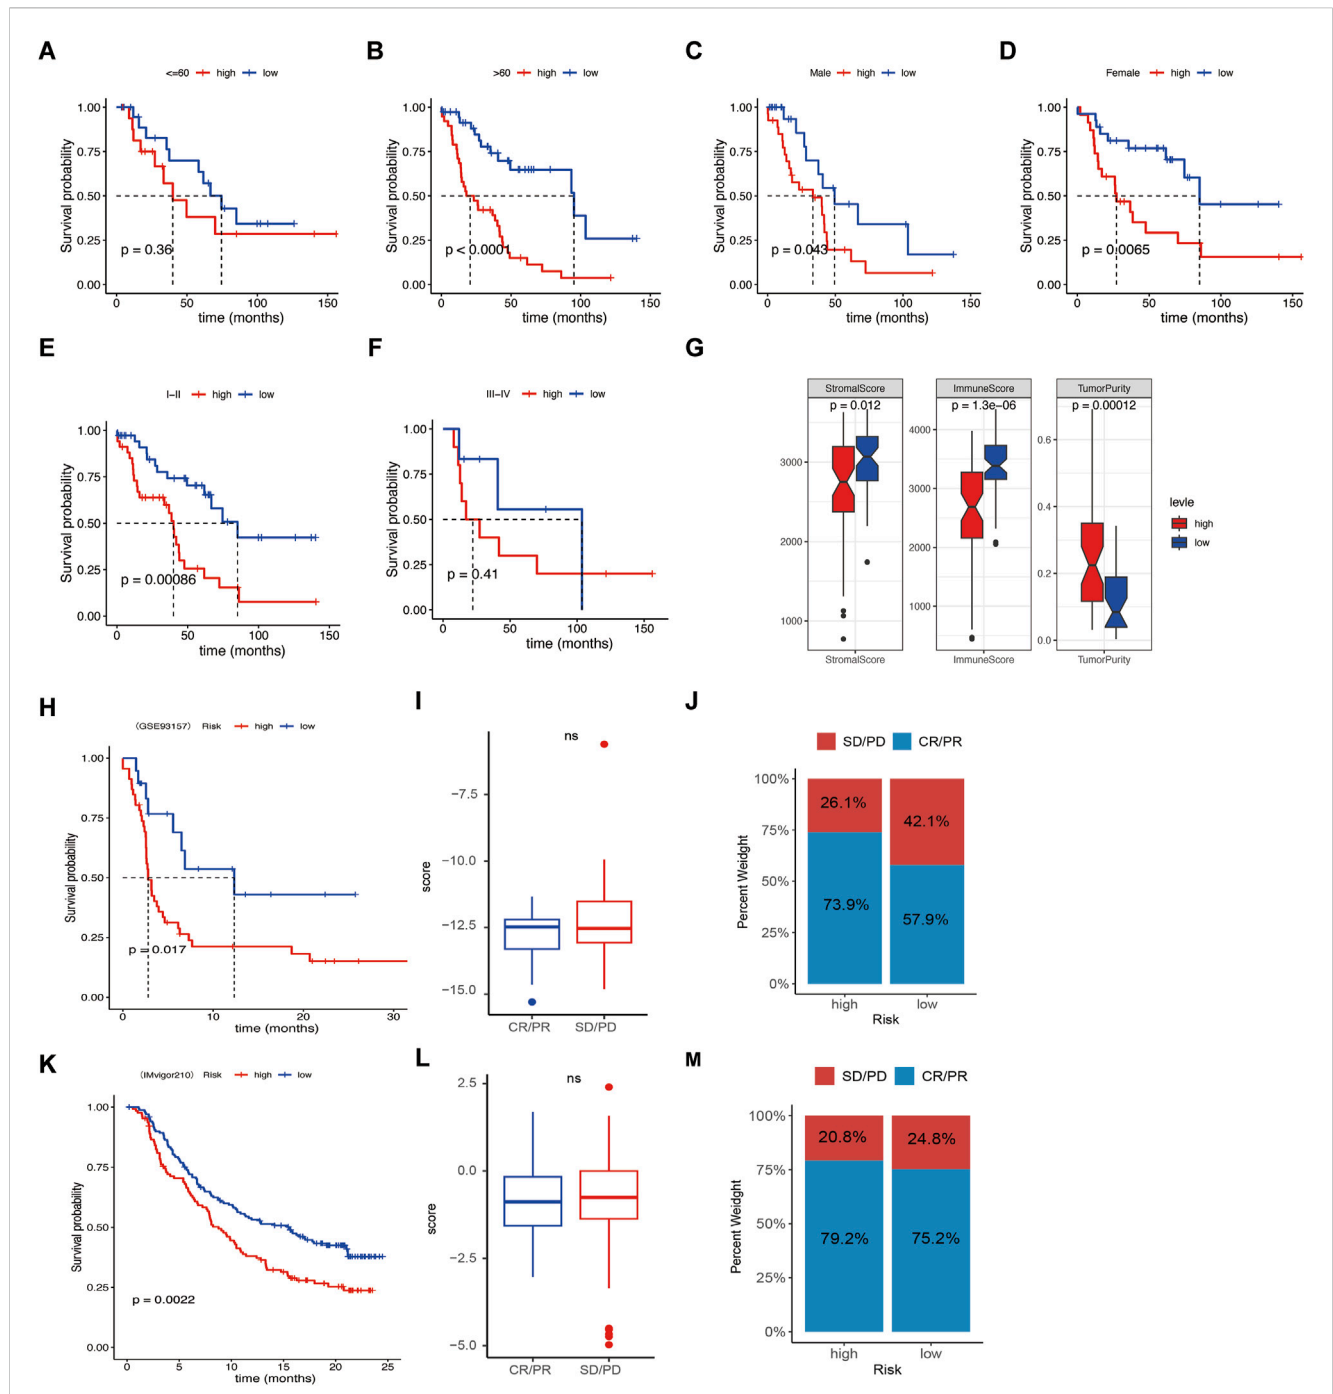 A
<=60 high low
1.00
0.75
0.50
0.25
0.00
Survival probability
p = 0.36
0 50 100 150
time (months)
B
>60 high low
1.00
0.75
0.50
0.25
0.00
Survival probability
p < 0.0001
0 50 100 150
time (months)
C
Male high low
1.00
0.75
0.50
0.25
0.00
Survival probability
p = 0.043
0 50 100 150
time (months)
D
Female high low
1.00
0.75
0.50
0.25
0.00
Survival probability
p = 0.0065
0 50 100 150
time (months)
E
I-II high low
1.00
0.75
0.50
0.25
0.00
Survival probability
p = 0.00086
0 50 100 150
time (months)
F
III-IV high low
1.00
0.75
0.50
0.25
0.00
Survival probability
p = 0.41
0 50 100 150
time (months)
G
StromalScore ImmuneScore TumorPurity
p = 0.012 p = 1.3e-06 p = 0.00012
3000
2000
1000
4000
3000
2000
1000
0.6
0.4
0.2
0.0
StromalScore ImmuneScore TumorPurity
levle
high
low
H
(GSE93157) Risk high low
1.00
0.75
0.50
0.25
0.00
Survival probability
p = 0.017
0 10 20 30
time (months)
I
ns
-7.5
-10.0
-12.5
-15.0
score
CR/PR SD/PD
J
SD/PD CR/PR
100%
75%
50%
25%
0%
Percent Weidght
26.1% 42.1%
73.9% 57.9%
high low
Risk
K
(IMvigor210) Risk high low
1.00
0.75
0.50
0.25
0.00
Survival probability
p = 0.0022
0 5 10 15 20 25
time (months)
L
ns
2.5
0.0
-2.5
-5.0
score
CR/PR SD/PD
M
SD/PD CR/PR
100%
75%
50%
25%
0%
Percent Weidght
20.8% 24.8%
79.2% 75.2%
high low
Risk